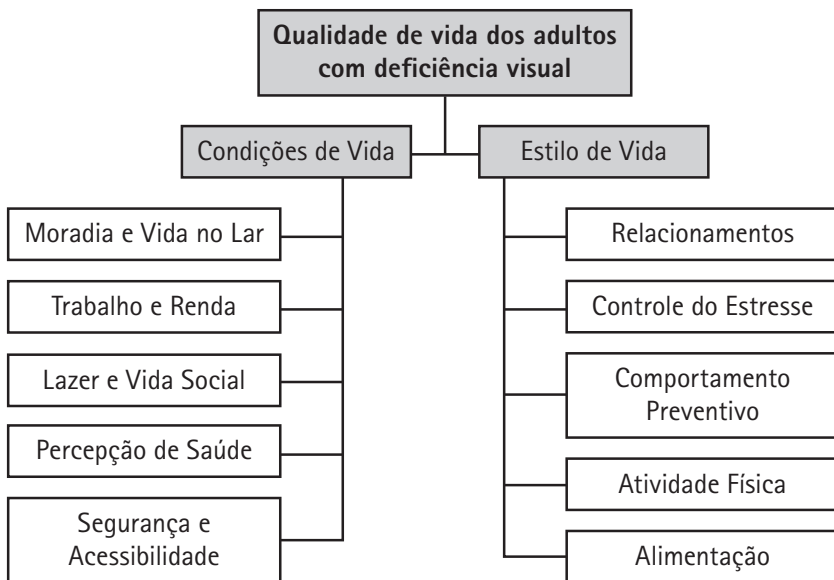 Qualidade de vida dos adultos
com deficiência visual
Condições de Vida
Estilo de Vida
Moradia e Vida no Lar
Trabalho e Renda
Lazer e Vida Social
Percepção de Saúde
Segurança e
Acessibilidade
Relacionamentos
Controle do Estresse
Comportamento
Preventivo
Atividade Física
Alimentação